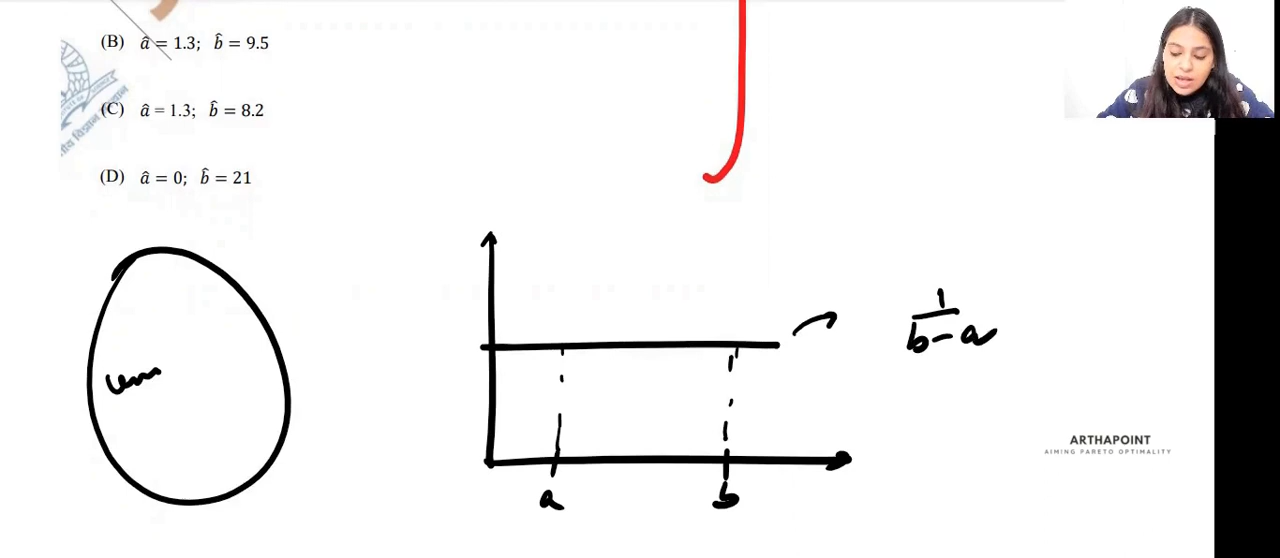 (B) â = 1.3; b̂ = 9.5
(C) â = 1.3; b̂ = 8.2
(D) â = 0; b̂ = 21
1
b - a
a
b
ARTHAPOINT
AIMING PARETO OPTIMALITY